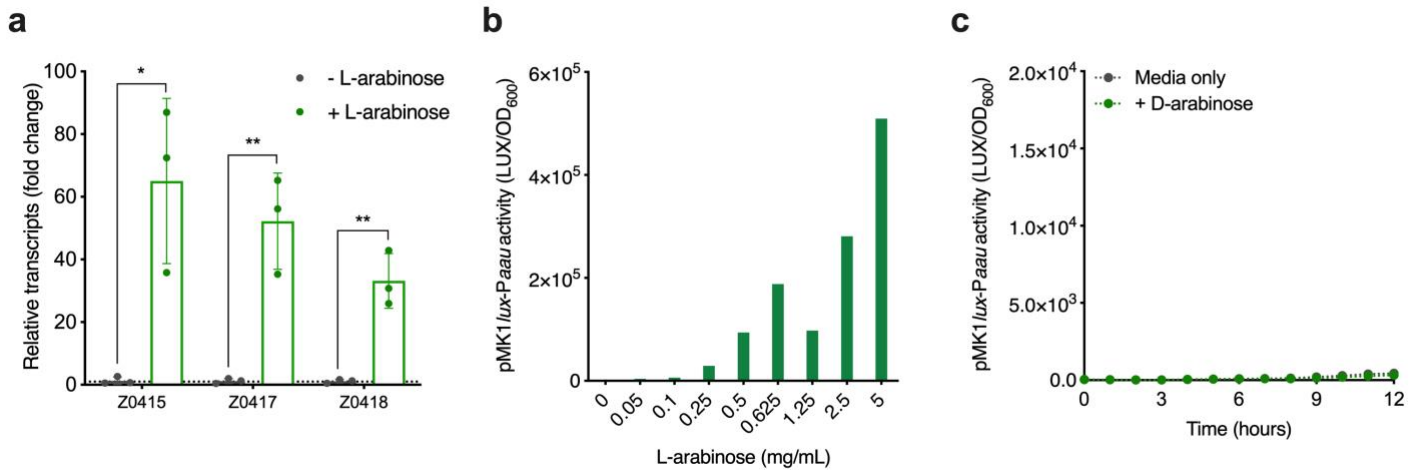 a
Relative transcripts (fold change)
100
80
60
40
20
0
*
**
**
- L-arabinose
+ L-arabinose
Z0415
Z0417
Z0418
b
pMK1lux-Paau activity (LUX/OD600)
6×10⁵
4×10⁵
2×10⁵
0
0
0.05
0.1
0.25
0.5
0.625
1.25
2.5
5
L-arabinose (mg/mL)
c
pMK1lux-Paau activity (LUX/OD600)
2.0×10⁴
1.5×10⁴
1.0×10⁴
5.0×10³
0.0
Media only
+ D-arabinose
0
3
6
9
12
Time (hours)